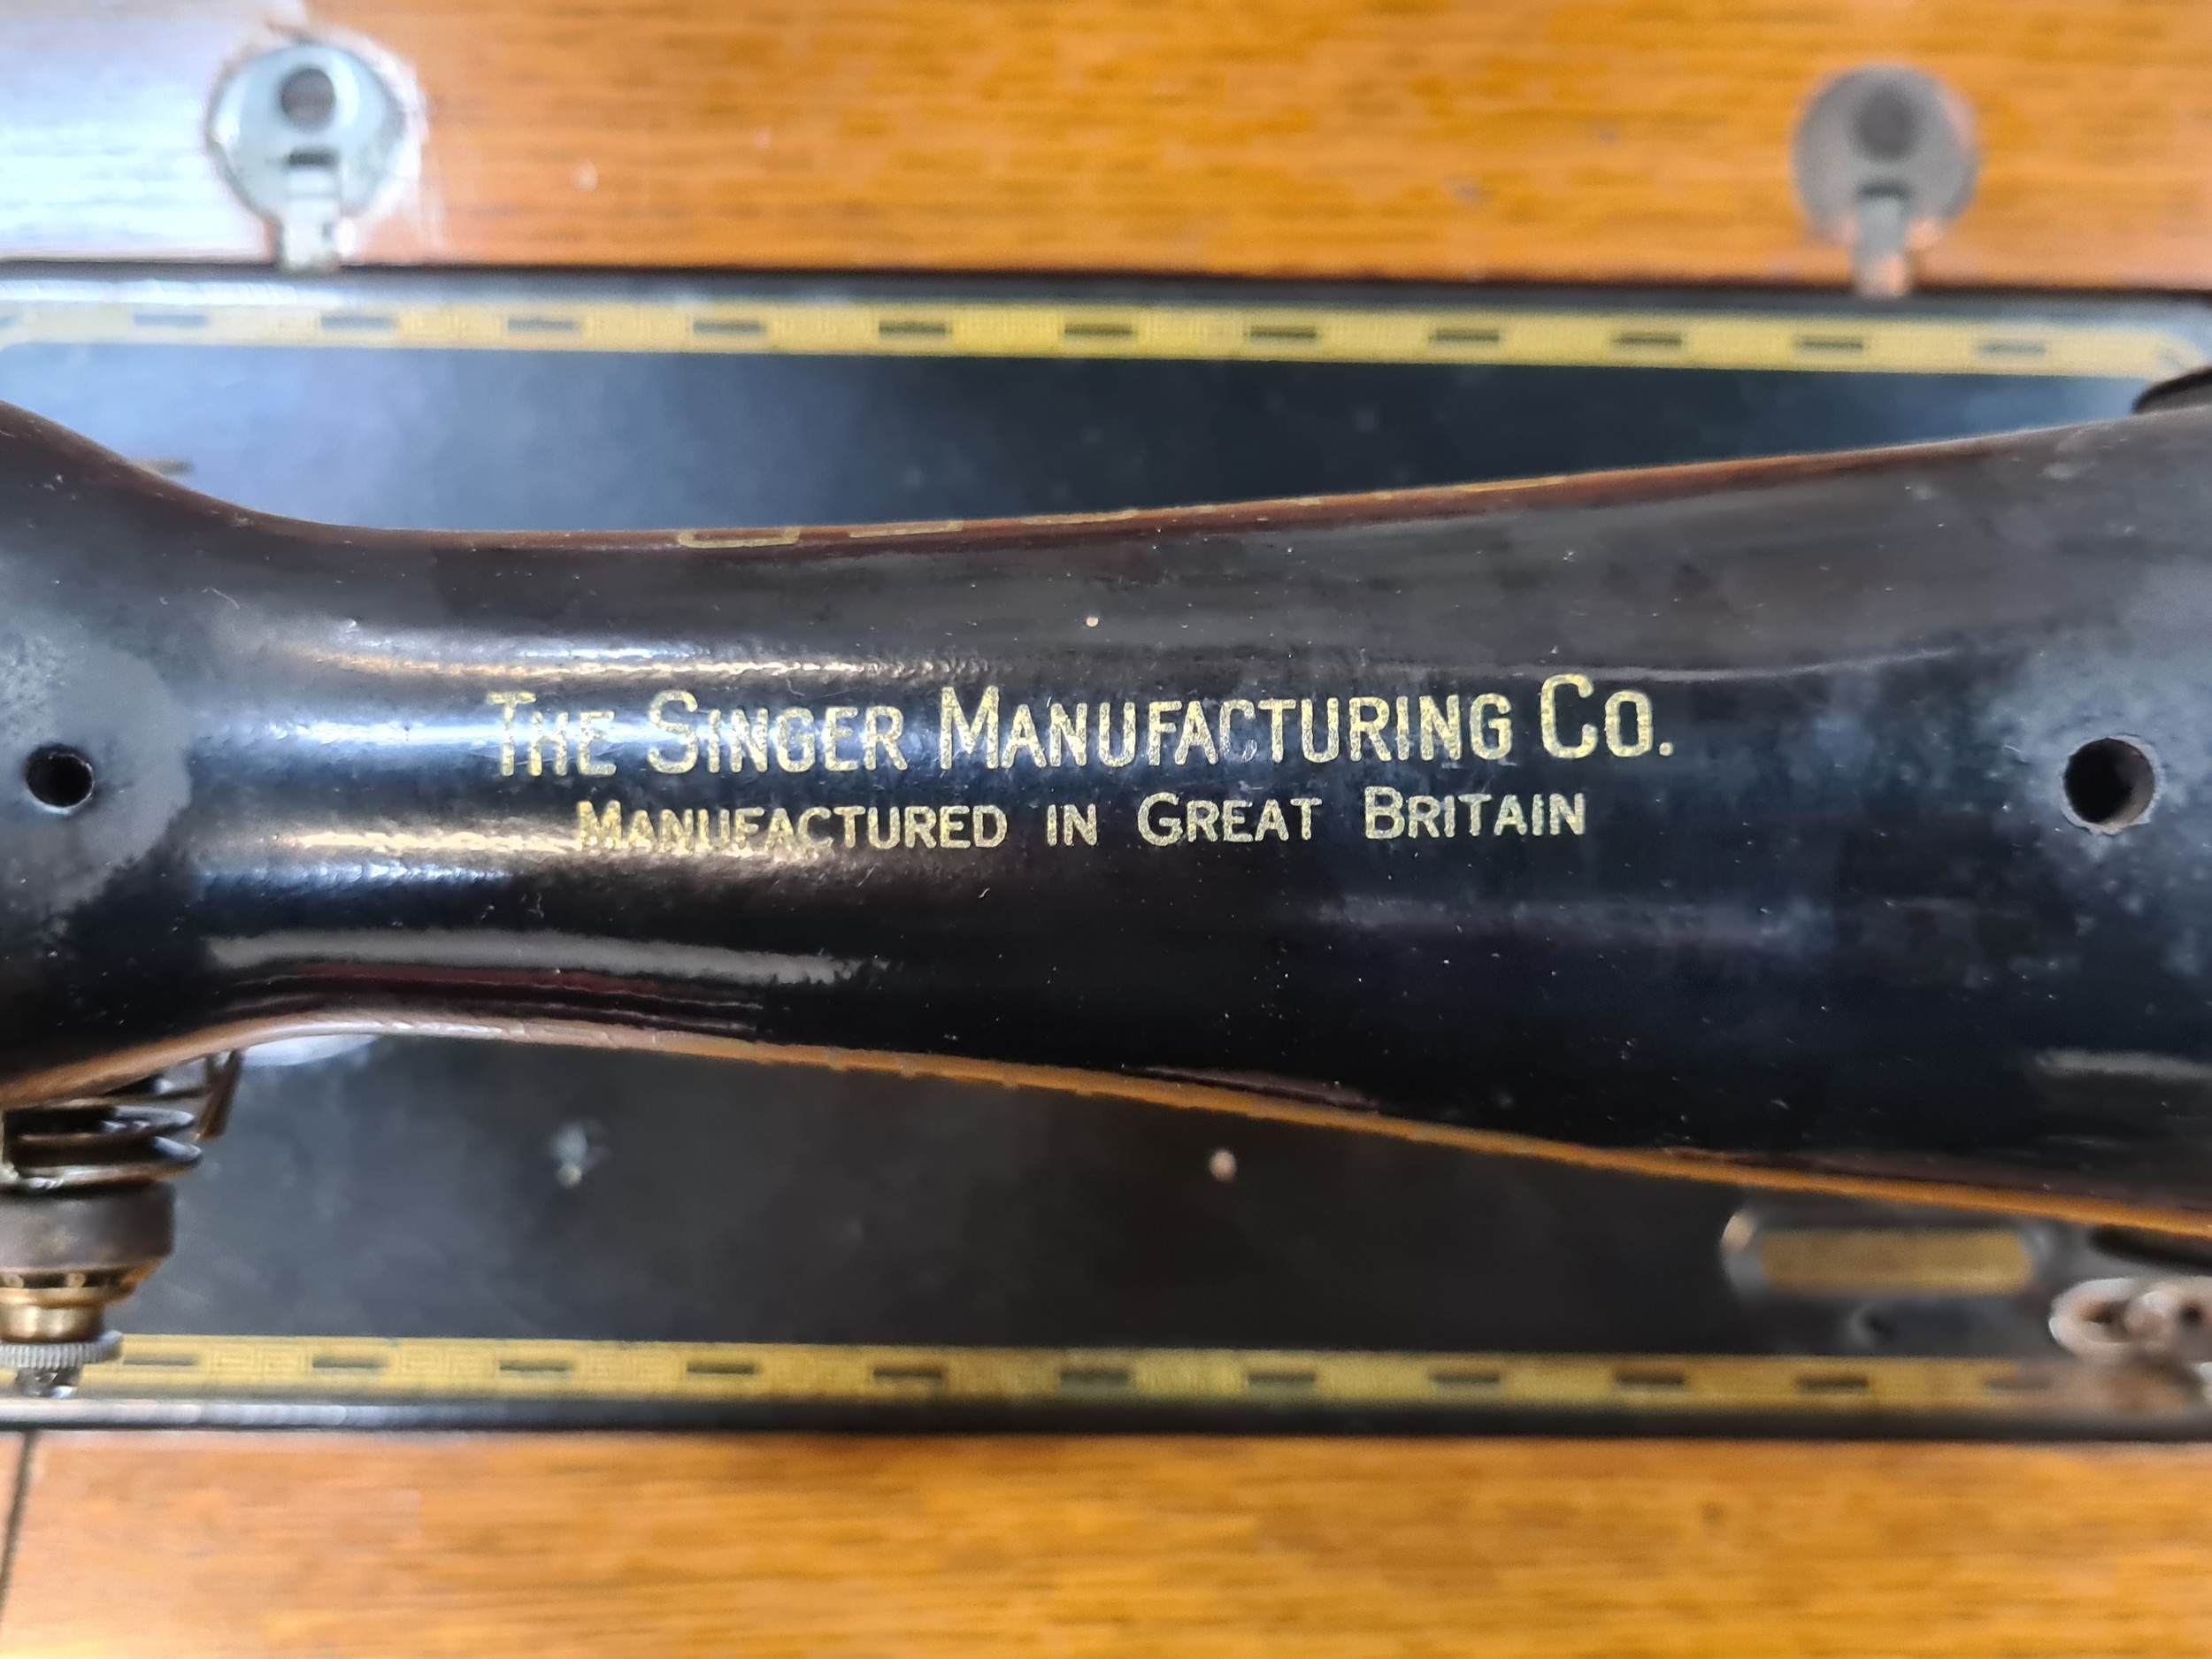 The Singer Manufacturing Co.
Manufactured in Great Britain